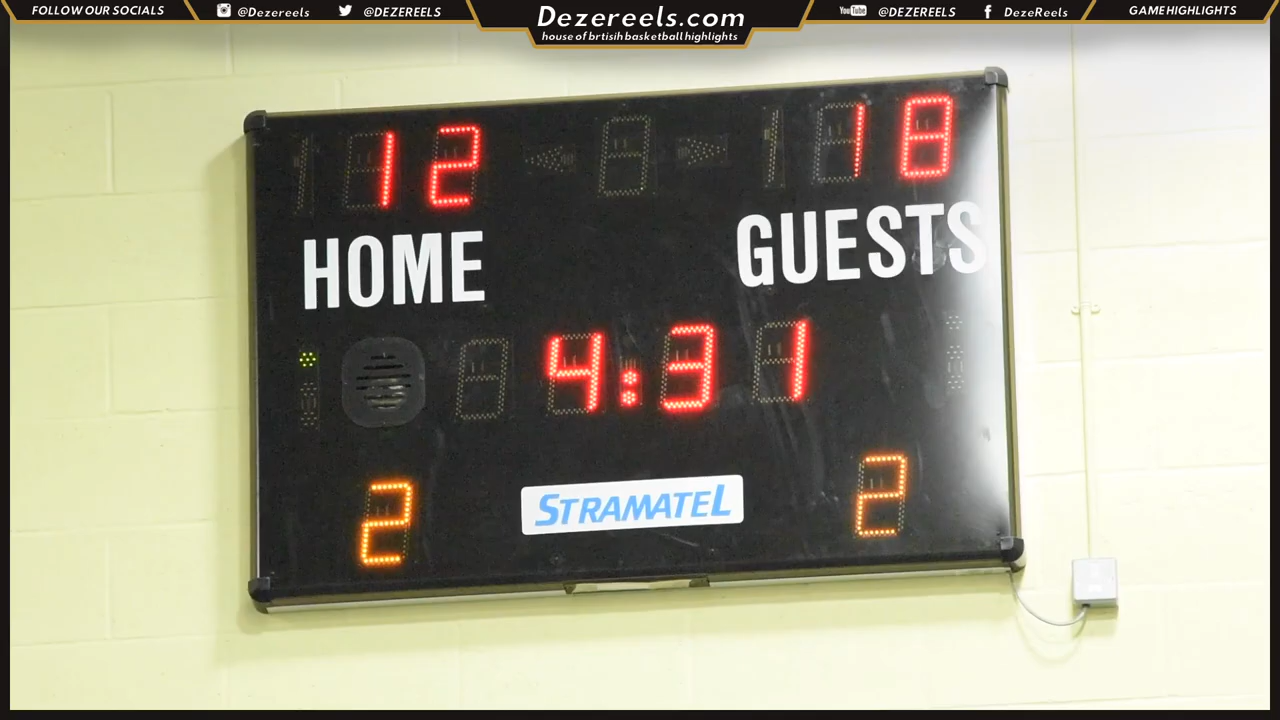 FOLLOW OUR SOCIALS @Dezereels @DEZEREELS Dezereels.com YouTube @DEZEREELS DezeReels GAME HIGHLIGHTS
house of brtisih basketball highlights
12 18
HOME GUESTS
4:31
2 STRAMATEL 2